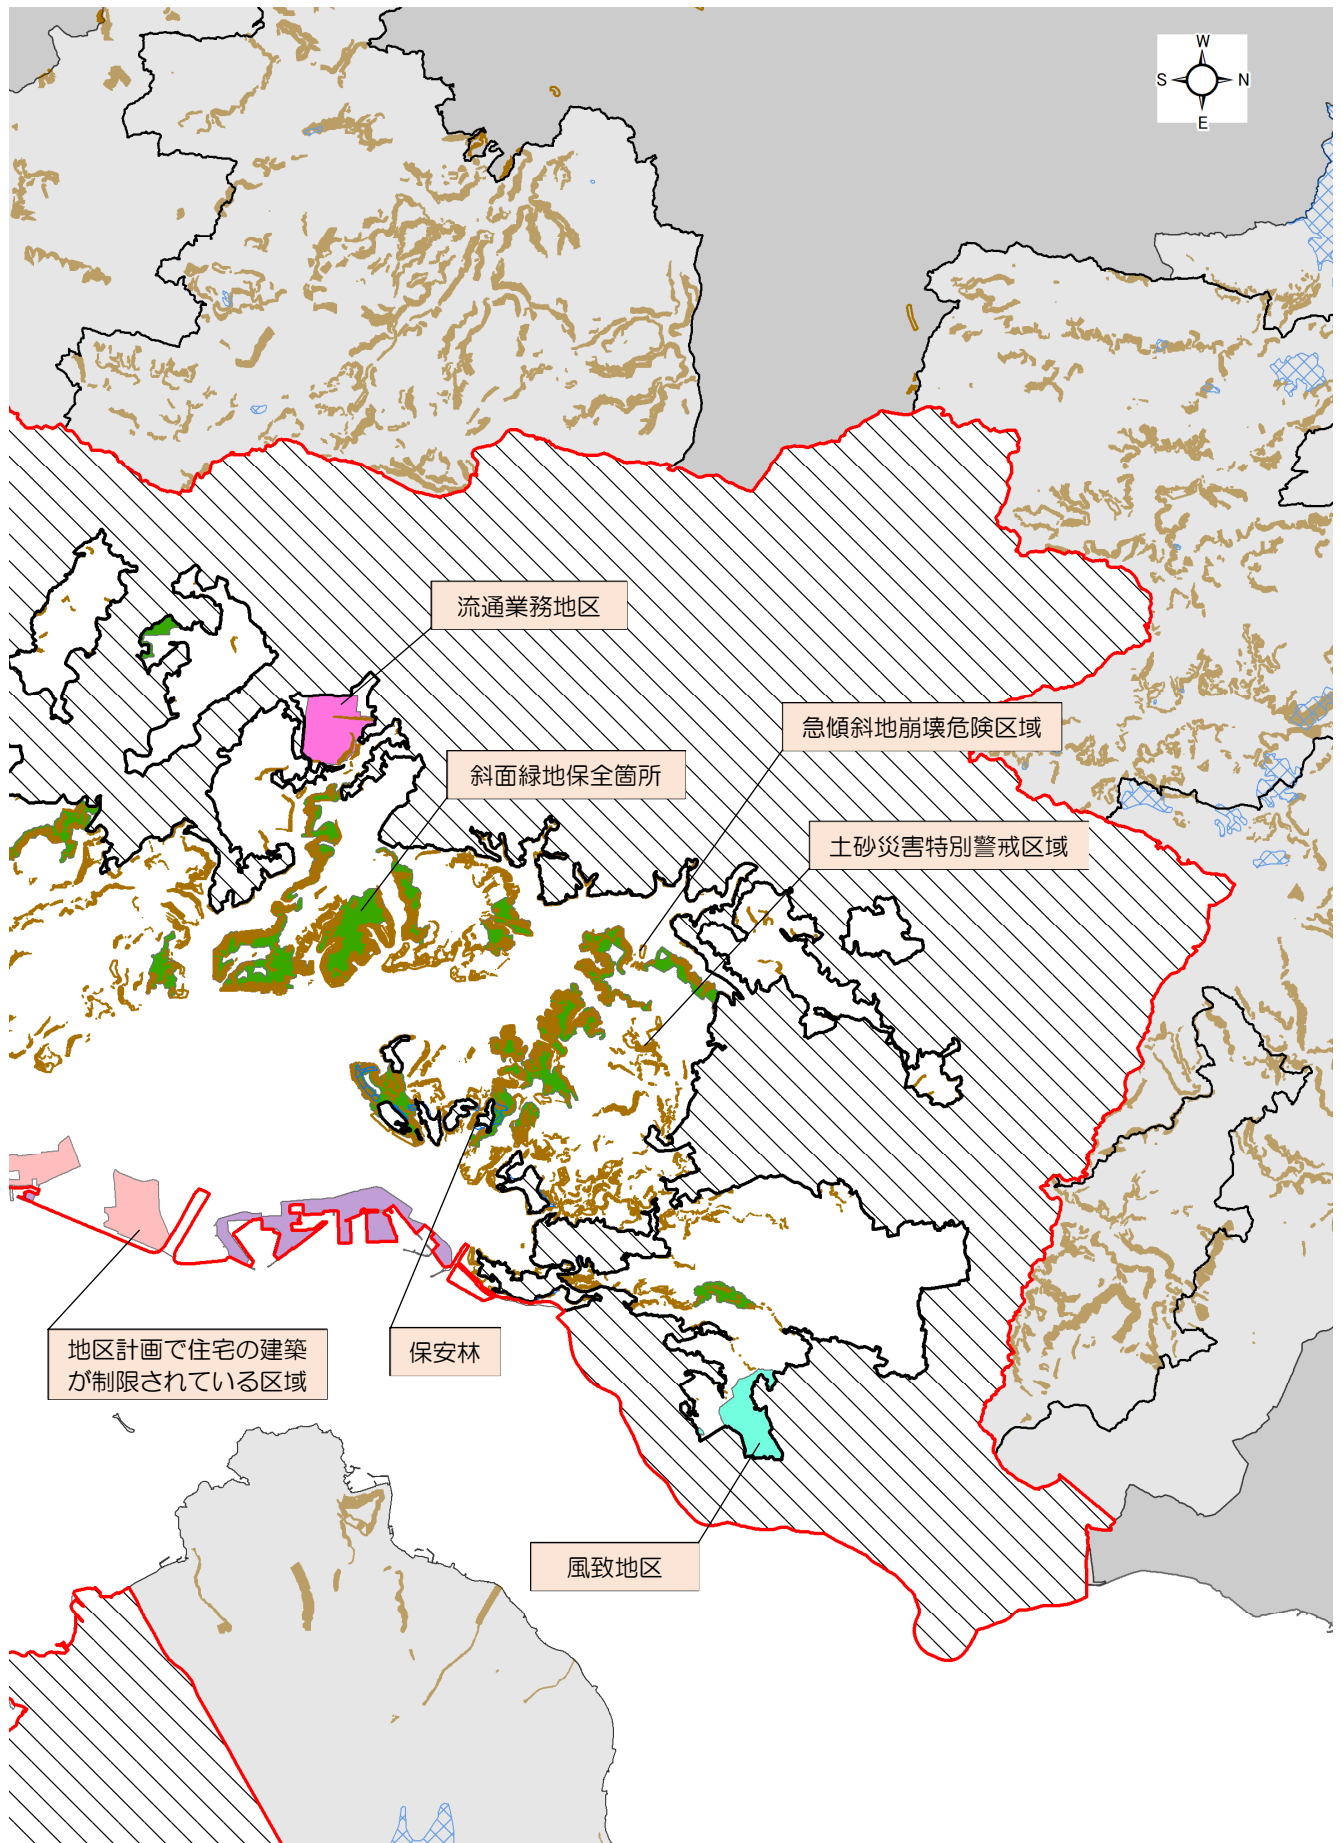 W
S N
E
流通業務地区
急傾斜地崩壊危険区域
斜面緑地保全箇所
土砂災害特別警戒区域
地区計画で住宅の建築
が制限されている区域
保安林
風致地区